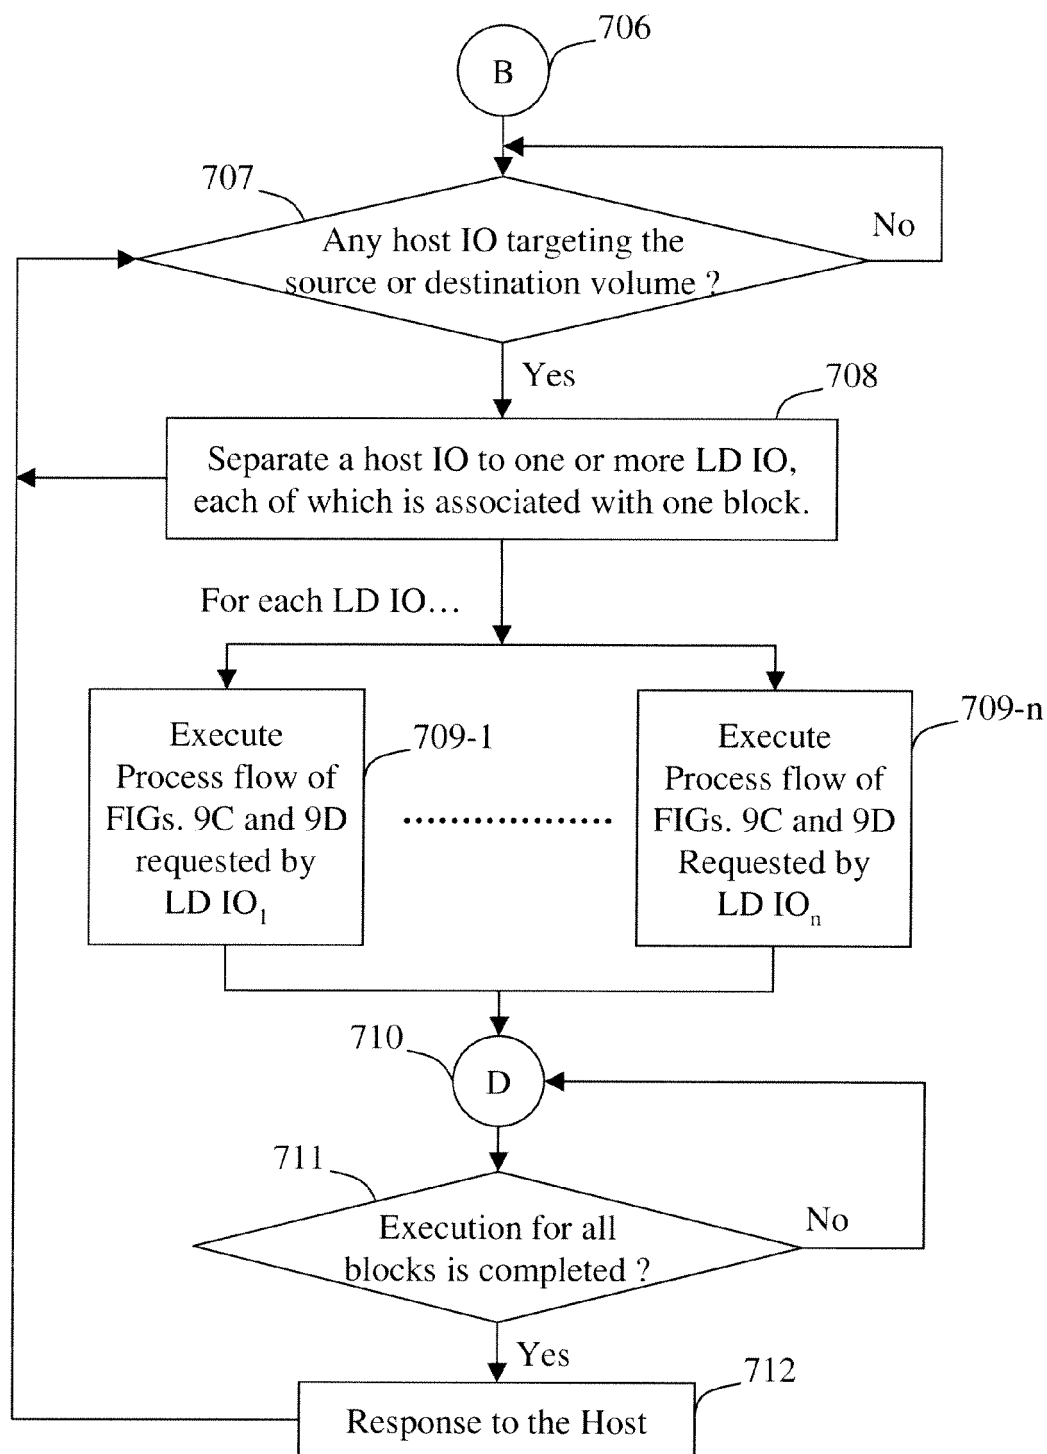 706
B
707
Any host IO targeting the
source or destination volume ?
No
Yes
708
Separate a host IO to one or more LD IO,
each of which is associated with one block.
For each LD IO…
709-1
Execute
Process flow of
FIGs. 9C and 9D
requested by
LD IO1
..................
709-n
Execute
Process flow of
FIGs. 9C and 9D
Requested by
LD IOn
710
D
711
Execution for all
blocks is completed ?
No
Yes
712
Response to the Host